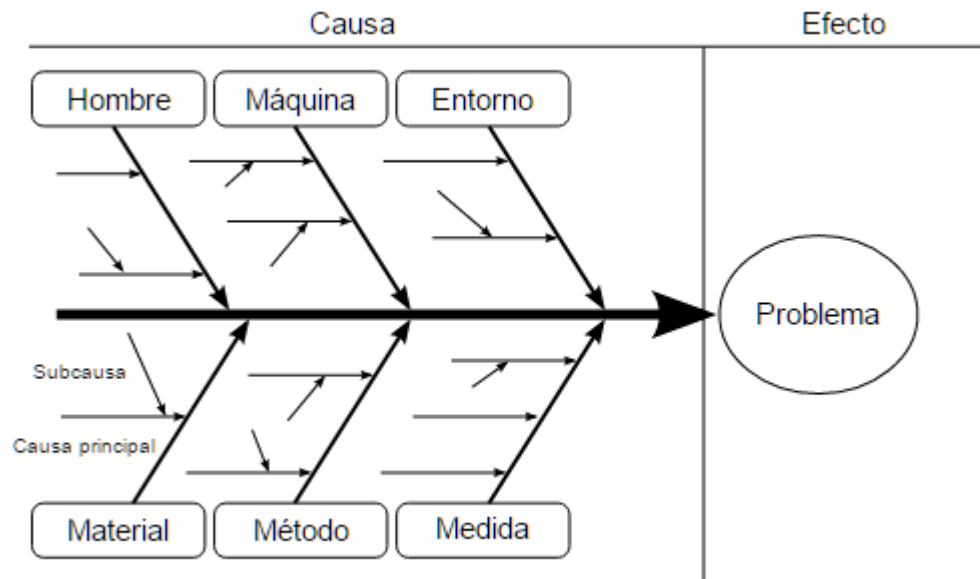 Causa
Efecto
Hombre
Máquina
Entorno
Problema
Subcausa
Causa principal
Material
Método
Medida